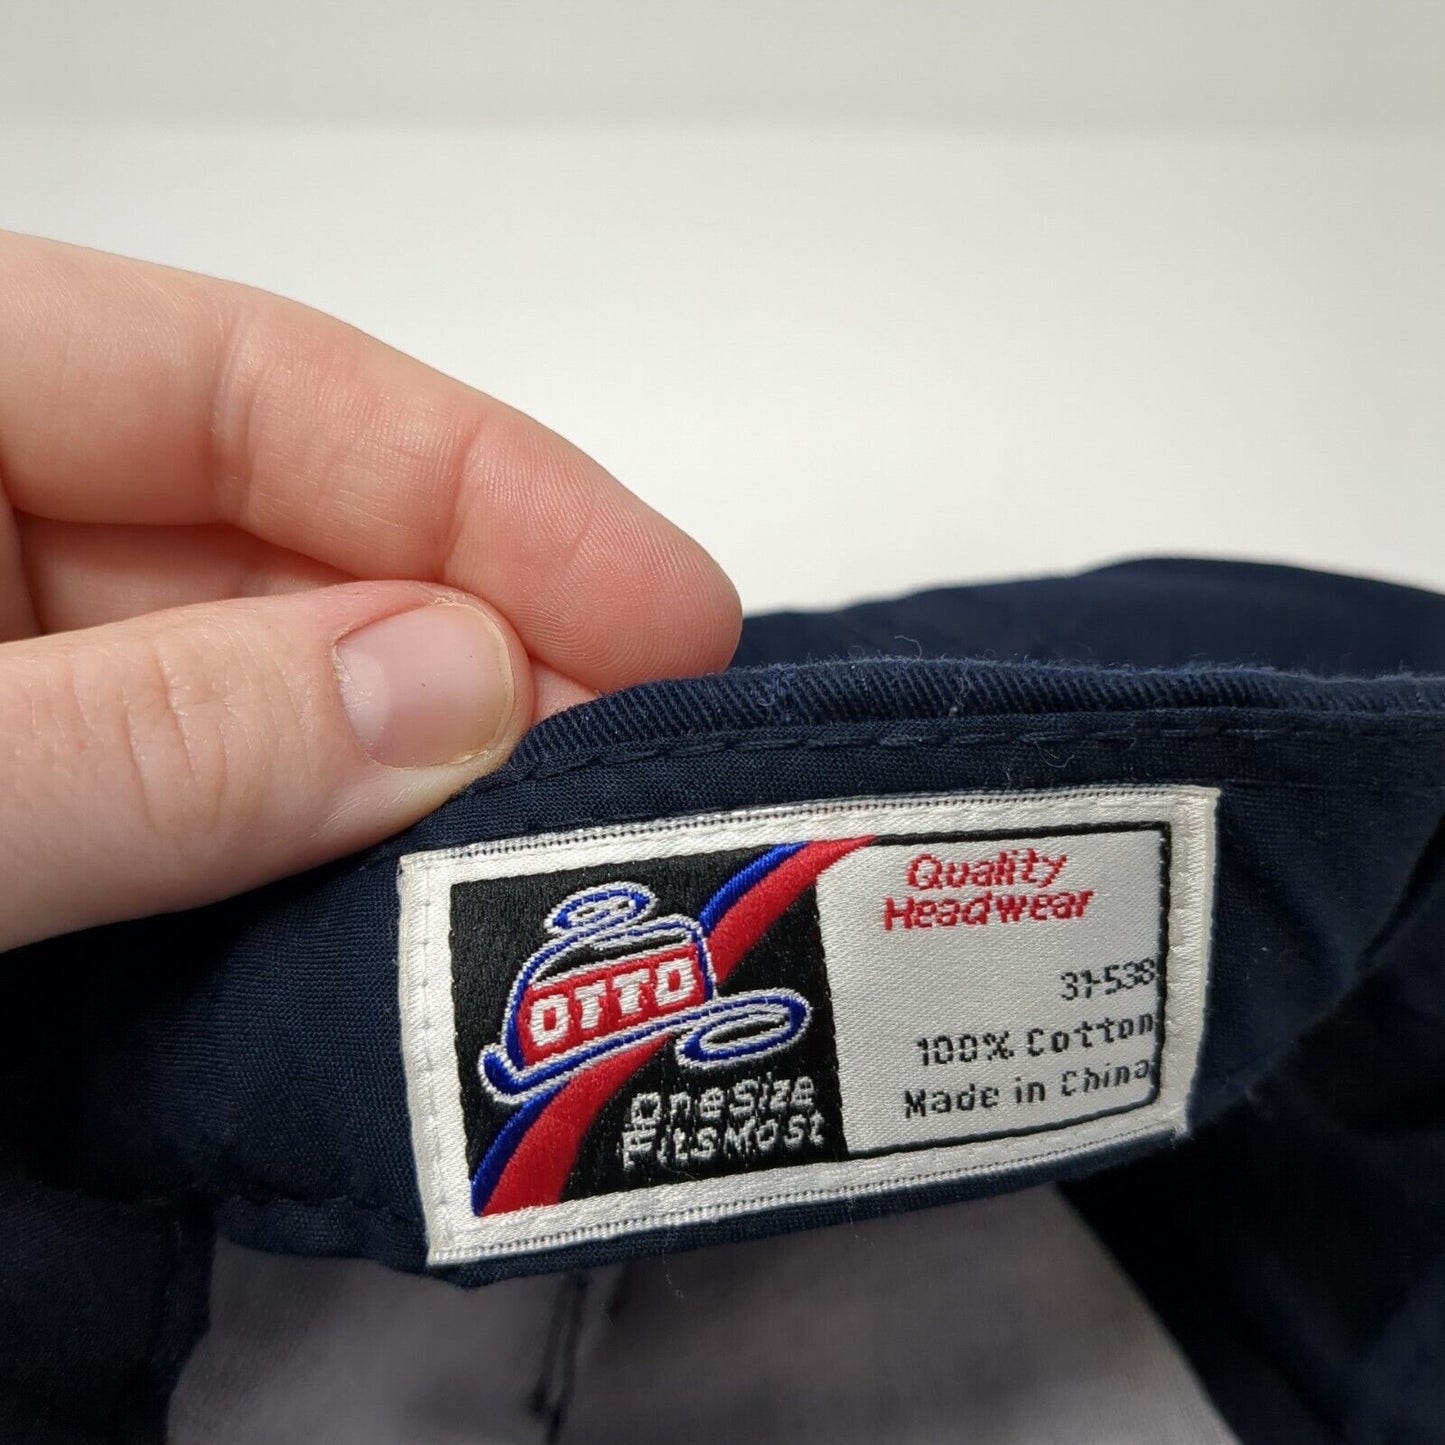 OTTO
One Size
Fits Most
Quality
Headwear
31-538
100% Cotton
Made in China